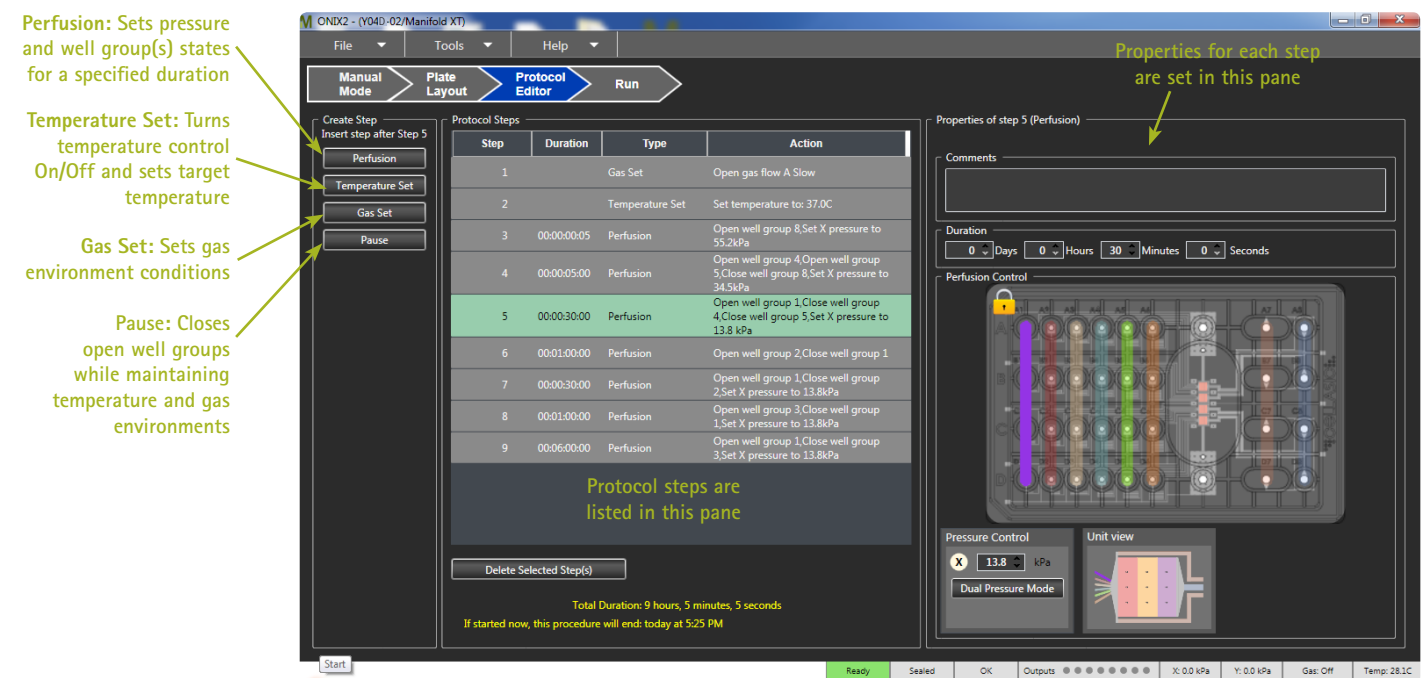 Perfusion: Sets pressure
and well group(s) states
for a specified duration
Temperature Set: Turns
temperature control
On/Off and sets target
temperature
Gas Set: Sets gas
environment conditions
Pause: Closes
open well groups
while maintaining
temperature and gas
environments
M ONIX2 - (Y04D-02/Manifold XT)
File Tools Help
Manual Mode
Plate Layout
Protocol Editor
Run
Properties for each step
are set in this pane
Create Step
Insert step after Step 5
Perfusion
Temperature Set
Gas Set
Pause
Protocol Steps
Step Duration Type Action
1 Gas Set Open gas flow A Slow
2 Temperature Set Set temperature to: 37.0C
3 00:00:00:05 Perfusion Open well group 8,Set X pressure to
55.2kPa
4 00:00:05:00 Perfusion Open well group 4,Open well group
5,Close well group 8,Set X pressure to
34.5kPa
5 00:00:30:00 Perfusion Open well group 1,Close well group
4,Close well group 5,Set X pressure to
13.8 kPa
6 00:01:00:00 Perfusion Open well group 2,Close well group 1
7 00:00:30:00 Perfusion Open well group 1,Close well group
2,Set X pressure to 13.8kPa
8 00:01:00:00 Perfusion Open well group 3,Close well group
1,Set X pressure to 13.8kPa
9 00:06:00:00 Perfusion Open well group 1,Close well group
3,Set X pressure to 13.8kPa
Protocol steps are
listed in this pane
Delete Selected Step(s)
Total Duration: 9 hours, 5 minutes, 5 seconds
If started now, this procedure will end: today at 5:25 PM
Properties of step 5 (Perfusion)
Comments
Duration
0 Days 0 Hours 30 Minutes 0 Seconds
Perfusion Control
A7 A8
A
B
C
D
Pressure Control
X 13.8 kPa
Dual Pressure Mode
Unit view
Start
Ready Sealed OK Outputs X: 0.0 kPa Y: 0.0 kPa Gas: Off Temp: 28.1C